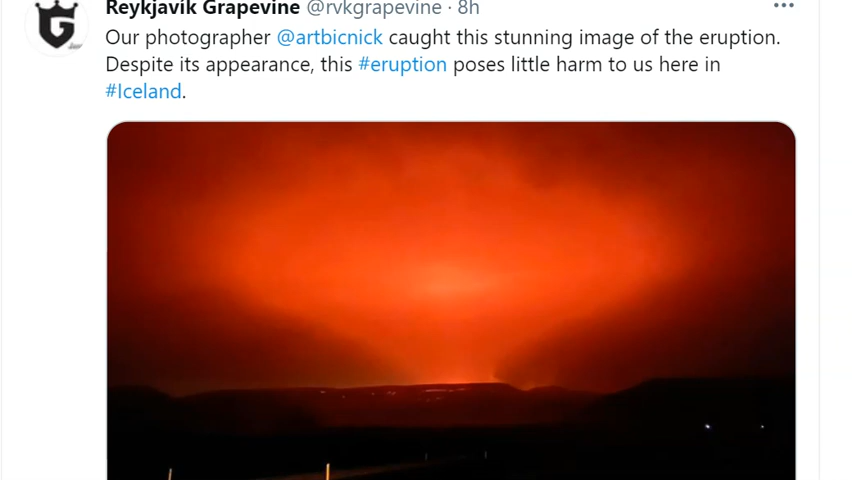 Reykjavík Grapevine @rvkgrapevine · 8h
Our photographer @artbicnick caught this stunning image of the eruption.
Despite its appearance, this #eruption poses little harm to us here in
#Iceland.
G